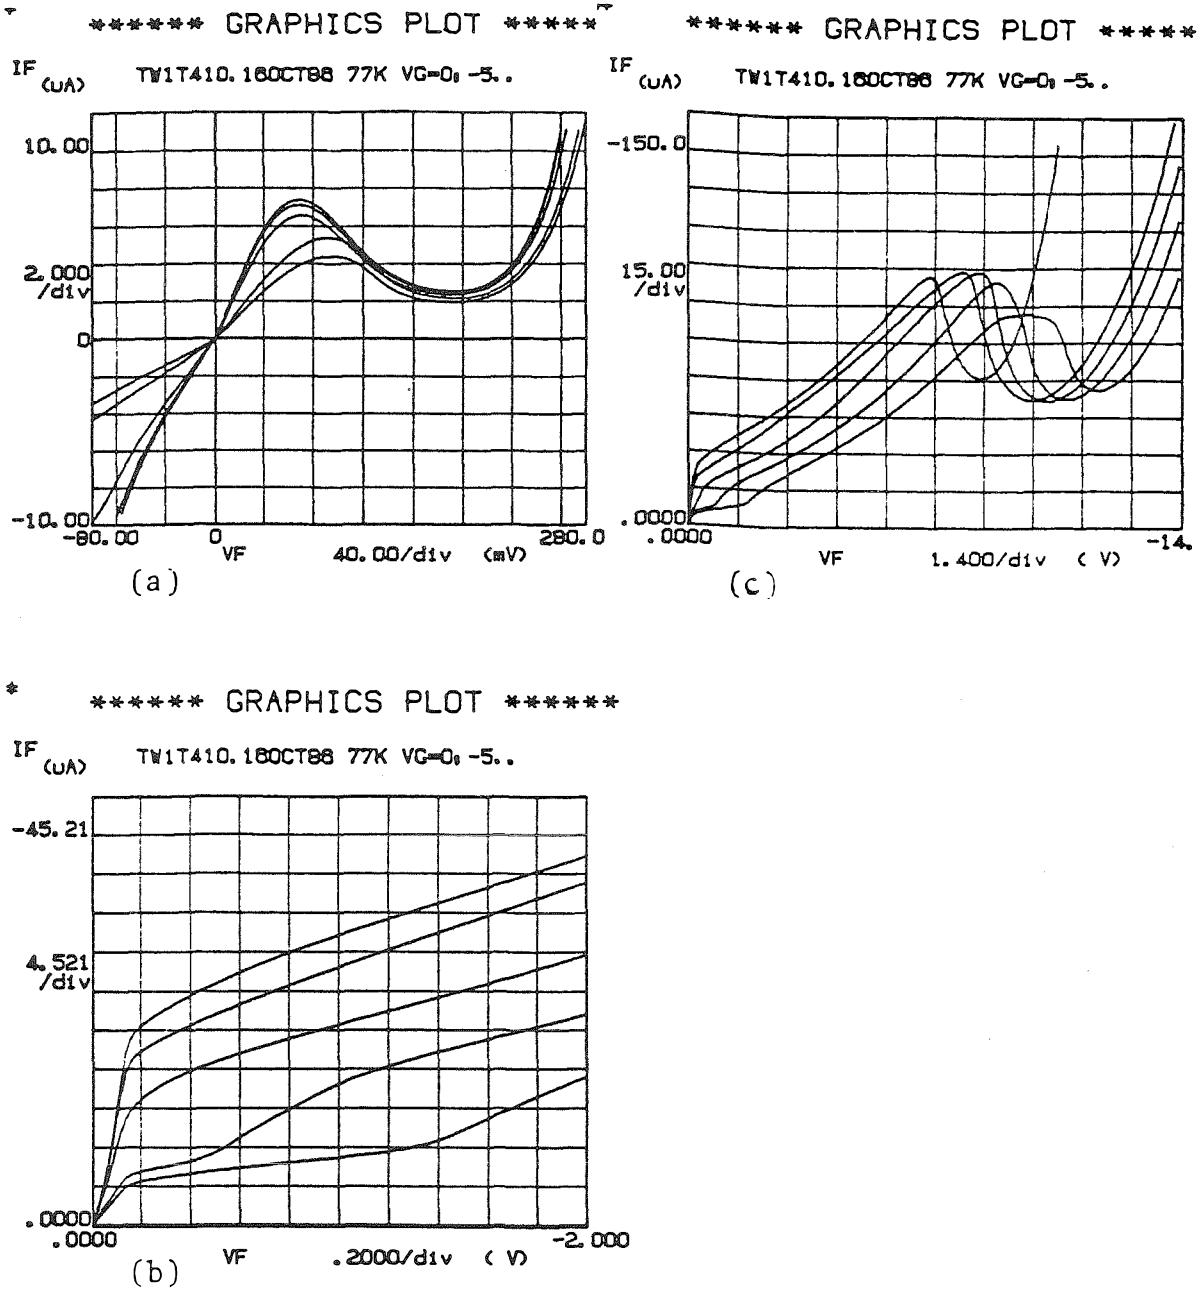 ****** GRAPHICS PLOT *****
IF (uA) TW1T410.160CT86 77K VG=0, -5..
10.00
2.000
/div
0
-10.00
-80.00 0 280.0
VF 40.00/div (mV)
(a)
****** GRAPHICS PLOT *****
IF (uA) TW1T410.160CT86 77K VG=0, -5..
-150.0
15.00
/div
.0000
.0000 -14.
VF 1.400/div ( V)
(c)
* ****** GRAPHICS PLOT ******
IF (uA) TW1T410.160CT86 77K VG=0, -5..
-45.21
4.521
/div
.0000
.0000 -2.000
VF .2000/div ( V)
(b)